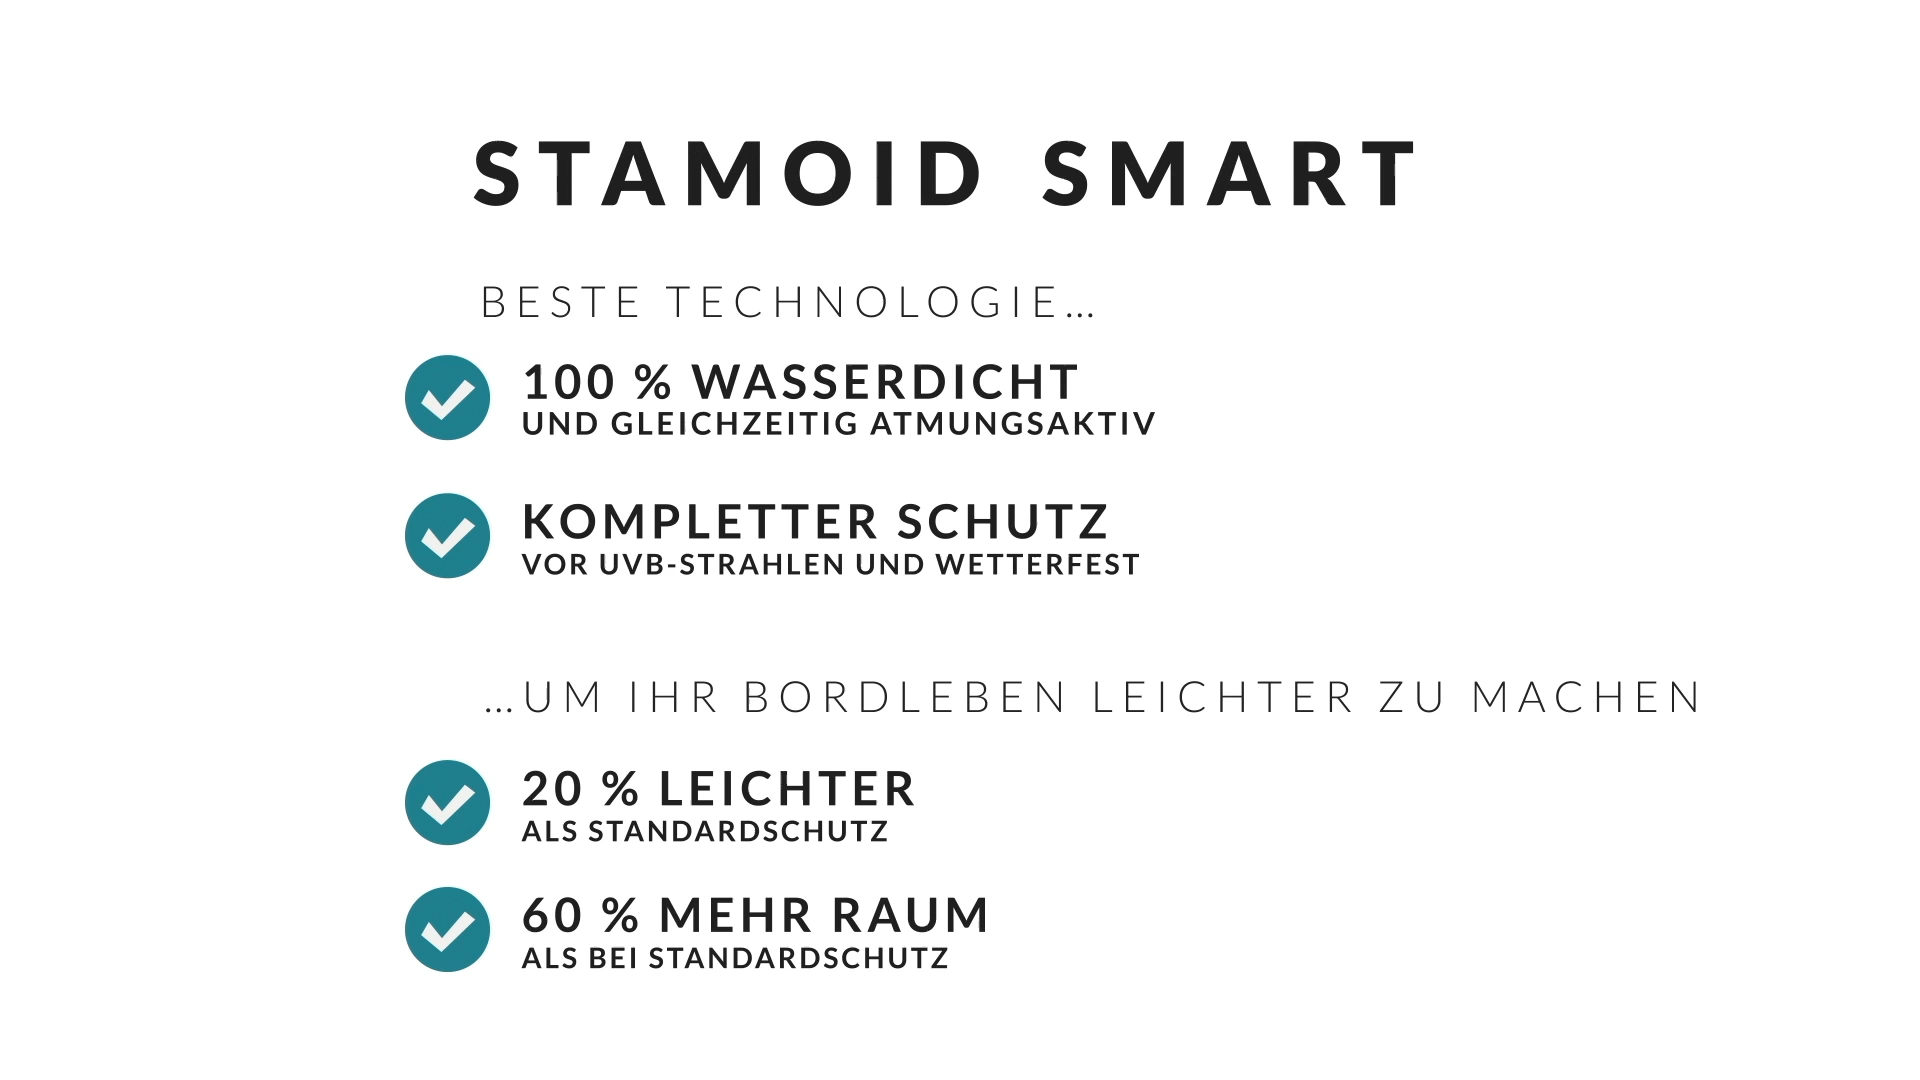 STAMOID SMART
BESTE TECHNOLOGIE...
100 % WASSERDICHT
UND GLEICHZEITIG ATMUNGSAKTIV
KOMPLETTER SCHUTZ
VOR UVB-STRAHLEN UND WETTERFEST
...UM IHR BORDLEBEN LEICHTER ZU MACHEN
20 % LEICHTER
ALS STANDARDSCHUTZ
60 % MEHR RAUM
ALS BEI STANDARDSCHUTZ